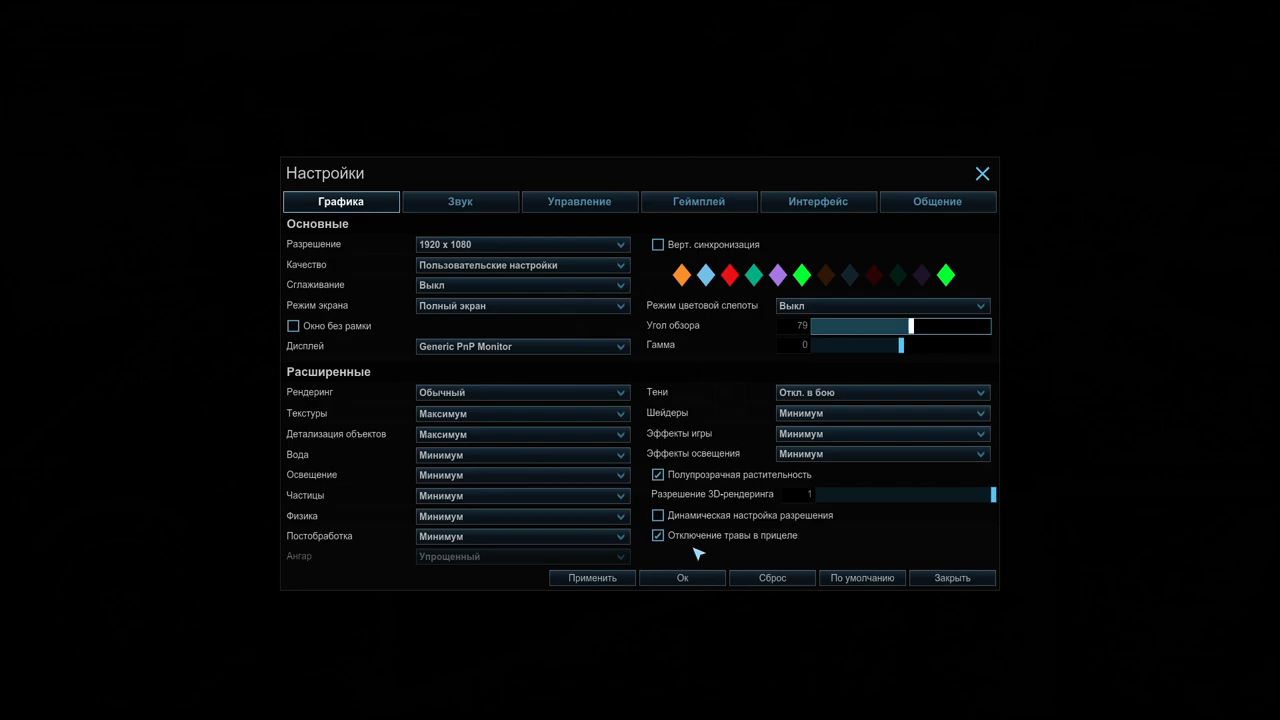 Настройки
Графика Звук Управление Геймплей Интерфейс Общение
Основные
Разрешение 1920 x 1080 Верт. синхронизация
Качество Пользовательские настройки
Сглаживание Выкл
Режим экрана Полный экран Режим цветовой слепоты Выкл
Окно без рамки Угол обзора 79
Дисплей Generic PnP Monitor Гамма 0
Расширенные
Рендеринг Обычный Тени Откл. в бою
Текстуры Максимум Шейдеры Минимум
Детализация объектов Максимум Эффекты игры Минимум
Вода Минимум Эффекты освещения Минимум
Освещение Минимум Полупрозрачная растительность
Частицы Минимум Разрешение 3D-рендеринга 1
Физика Минимум Динамическая настройка разрешения
Постобработка Минимум Отключение травы в прицеле
Ангар Упрощенный
Применить Ок Сброс По умолчанию Закрыть